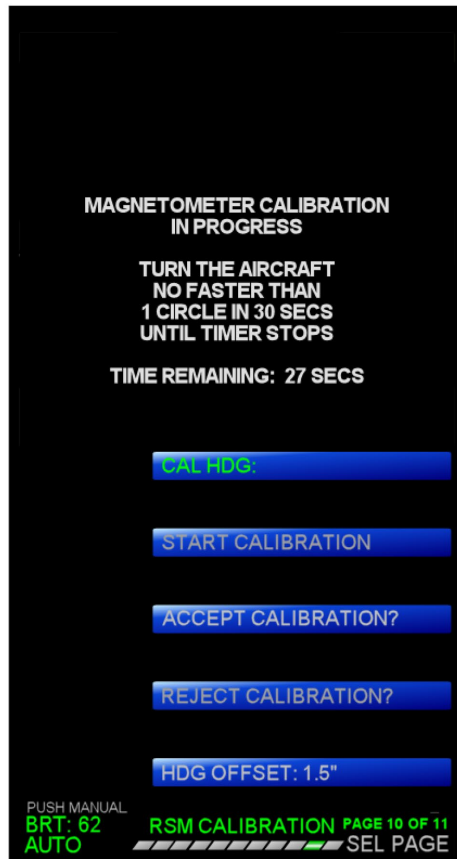 MAGNETOMETER CALIBRATION
IN PROGRESS
TURN THE AIRCRAFT
NO FASTER THAN
1 CIRCLE IN 30 SECS
UNTIL TIMER STOPS
TIME REMAINING: 27 SECS
CAL HDG:
START CALIBRATION
ACCEPT CALIBRATION?
REJECT CALIBRATION?
HDG OFFSET: 1.5"
PUSH MANUAL
BRT: 62 RSM CALIBRATION PAGE 10 OF 11
AUTO SEL PAGE